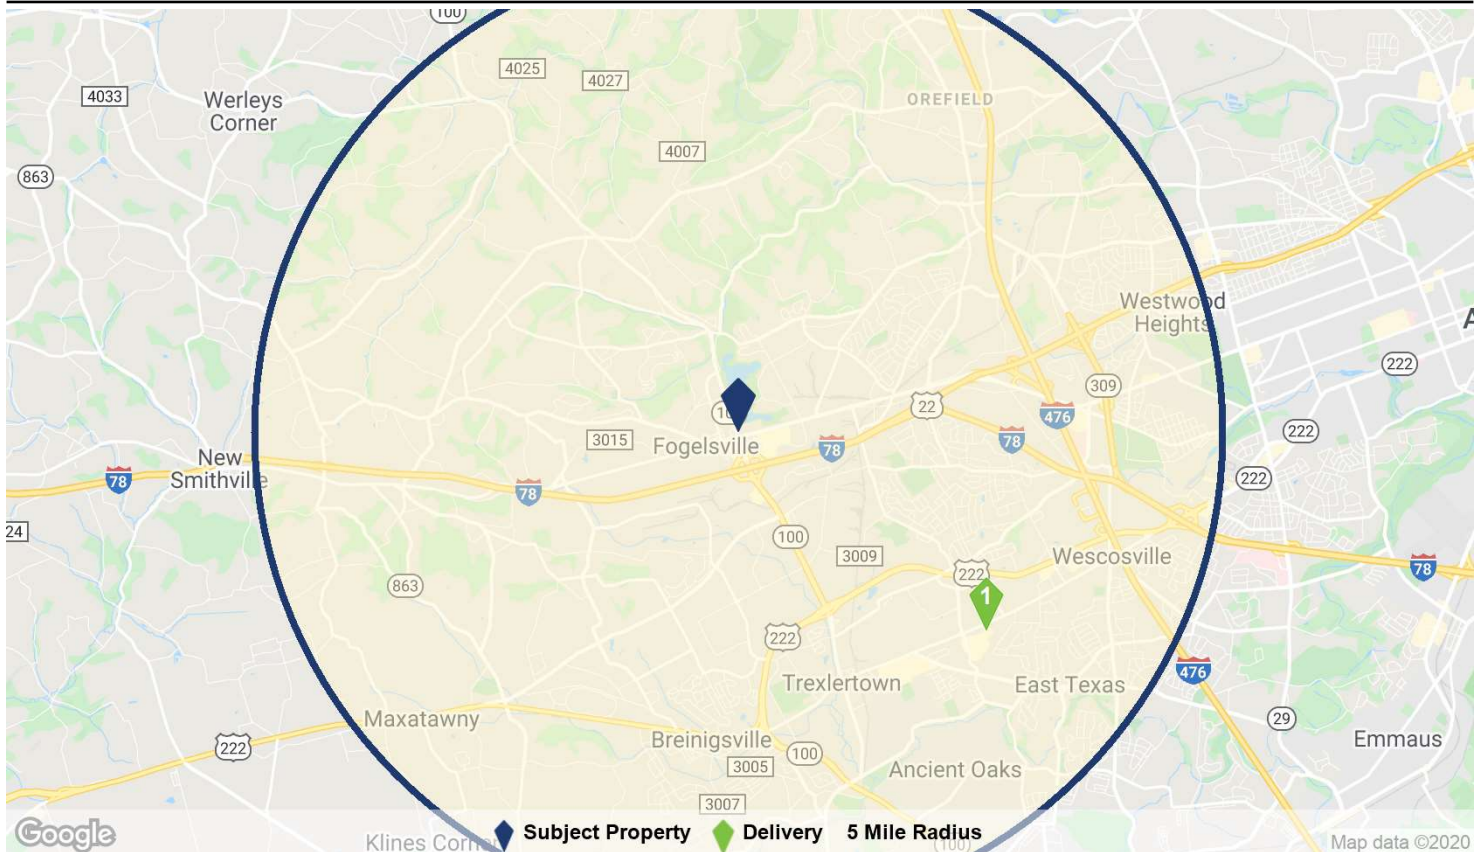 100
4025
4027
4033
Werleys
Corner
OREFIELD
4007
863
Westwood
Heights
222
309
22
476
3015
78
222
Fogelsville
78
New
Smithville
78
222
78
100
24
3009
Wescosville
222
78
863
1
222
476
Trexlertown
East Texas
Maxatawny
29
222
Breinigsville
100
Emmaus
3005
Ancient Oaks
3007
Google
Klines
Subject Property
Delivery
5 Mile Radius
(100)
Map data ©2020